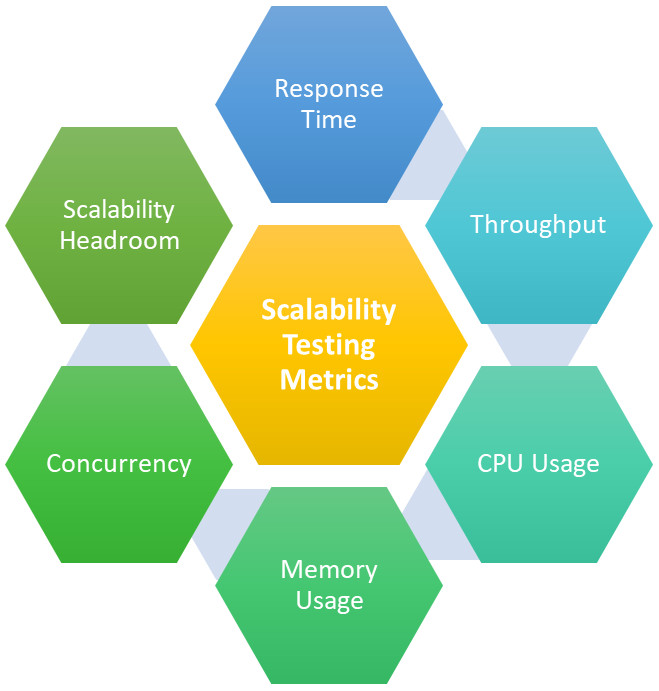 Response
Time
Throughput
CPU Usage
Memory
Usage
Concurrency
Scalability
Headroom
Scalability
Testing
Metrics